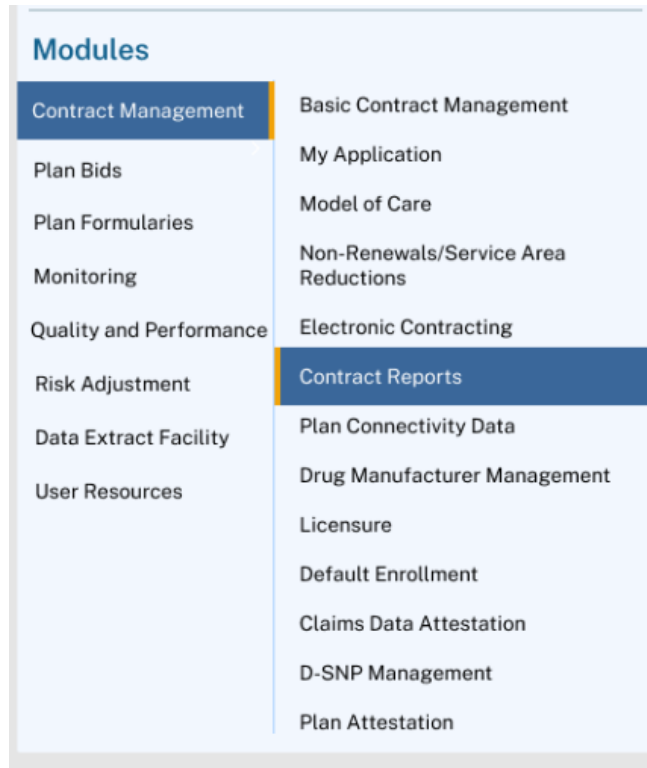 Modules
Contract Management
Plan Bids
Plan Formularies
Monitoring
Quality and Performance
Risk Adjustment
Data Extract Facility
User Resources
Basic Contract Management
My Application
Model of Care
Non-Renewals/Service Area
Reductions
Electronic Contracting
Contract Reports
Plan Connectivity Data
Drug Manufacturer Management
Licensure
Default Enrollment
Claims Data Attestation
D-SNP Management
Plan Attestation